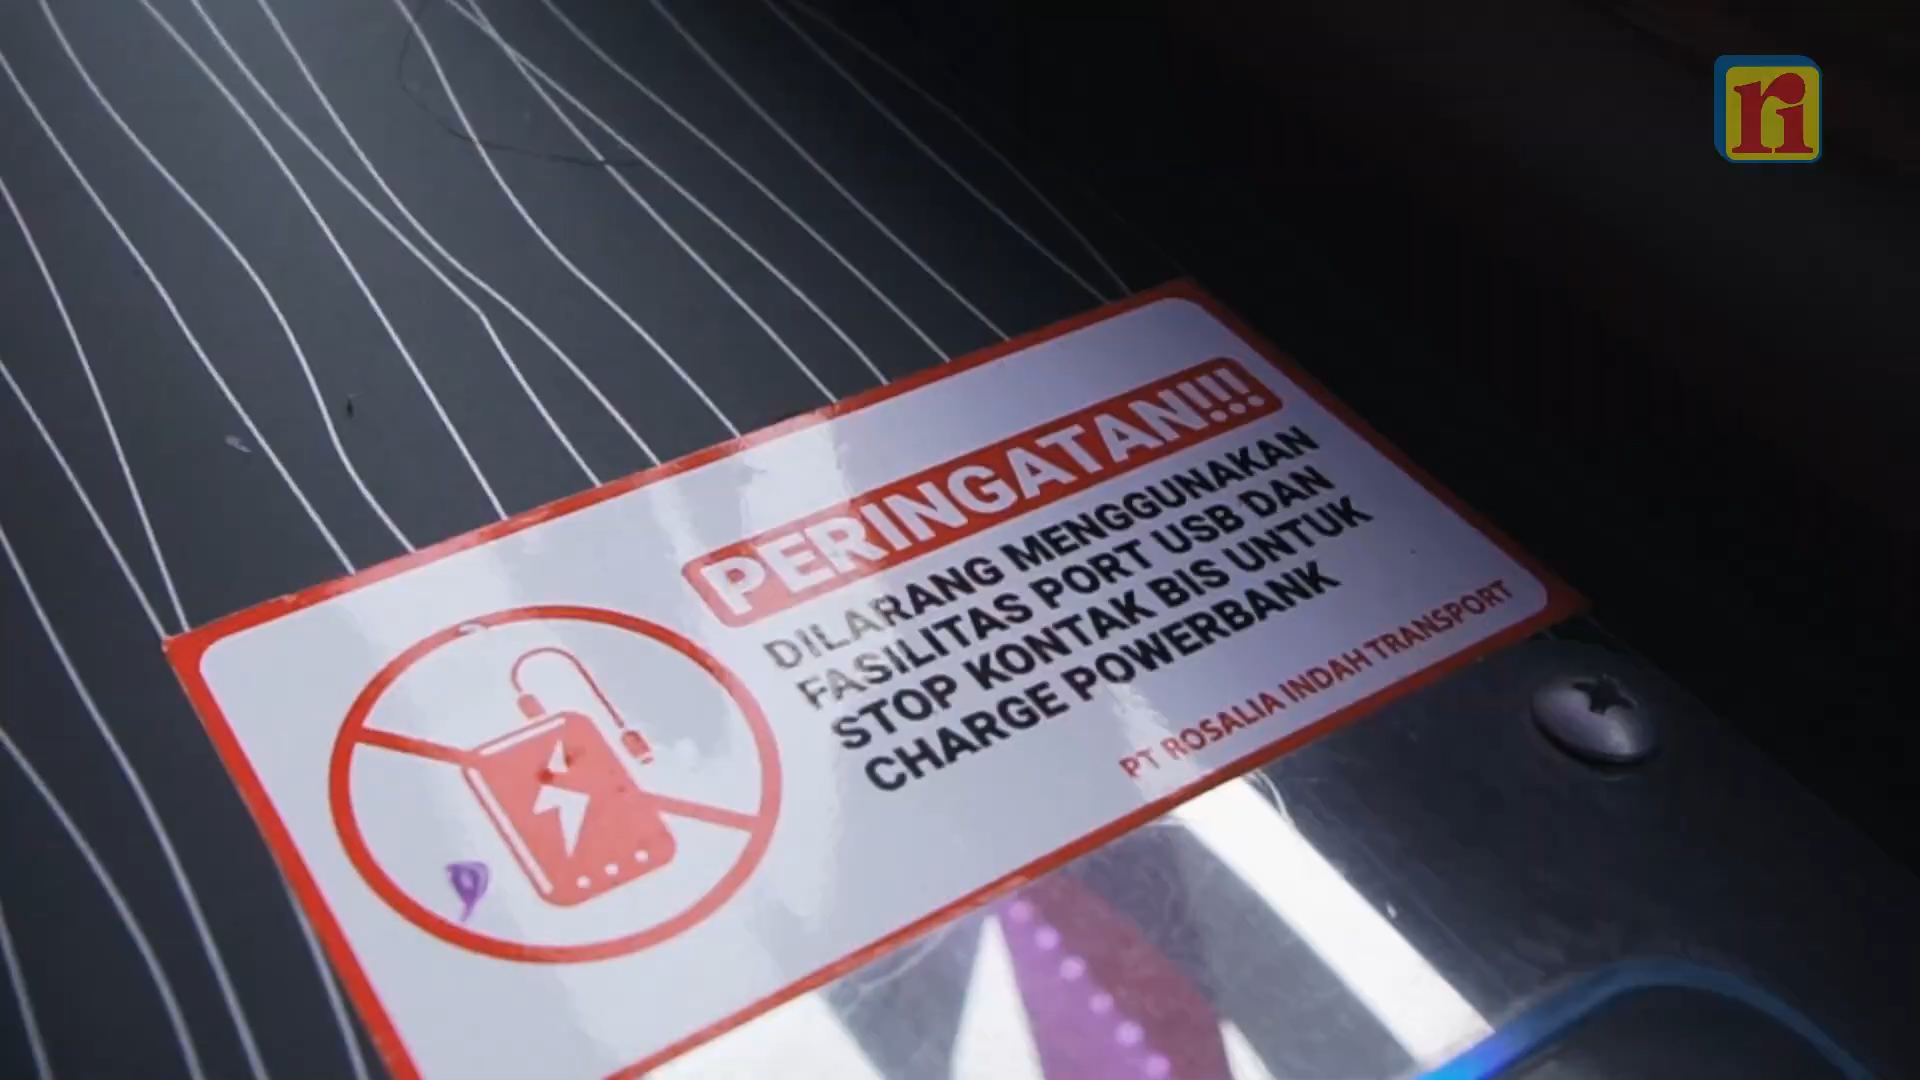 ri
PERINGATAN!!!
DILARANG MENGGUNAKAN
FASILITAS PORT USB DAN
STOP KONTAK BIS UNTUK
CHARGE POWERBANK
PT ROSALIA INDAH TRANSPORT